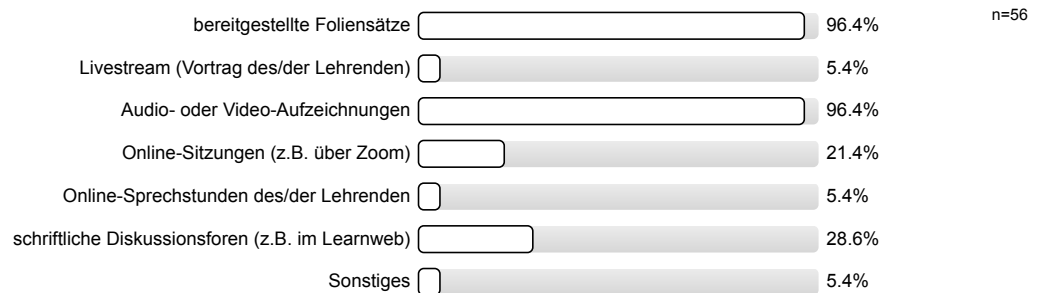 n=56
bereitgestellte Foliensätze 96.4%
Livestream (Vortrag des/der Lehrenden) 5.4%
Audio- oder Video-Aufzeichnungen 96.4%
Online-Sitzungen (z.B. über Zoom) 21.4%
Online-Sprechstunden des/der Lehrenden 5.4%
schriftliche Diskussionsforen (z.B. im Learnweb) 28.6%
Sonstiges 5.4%